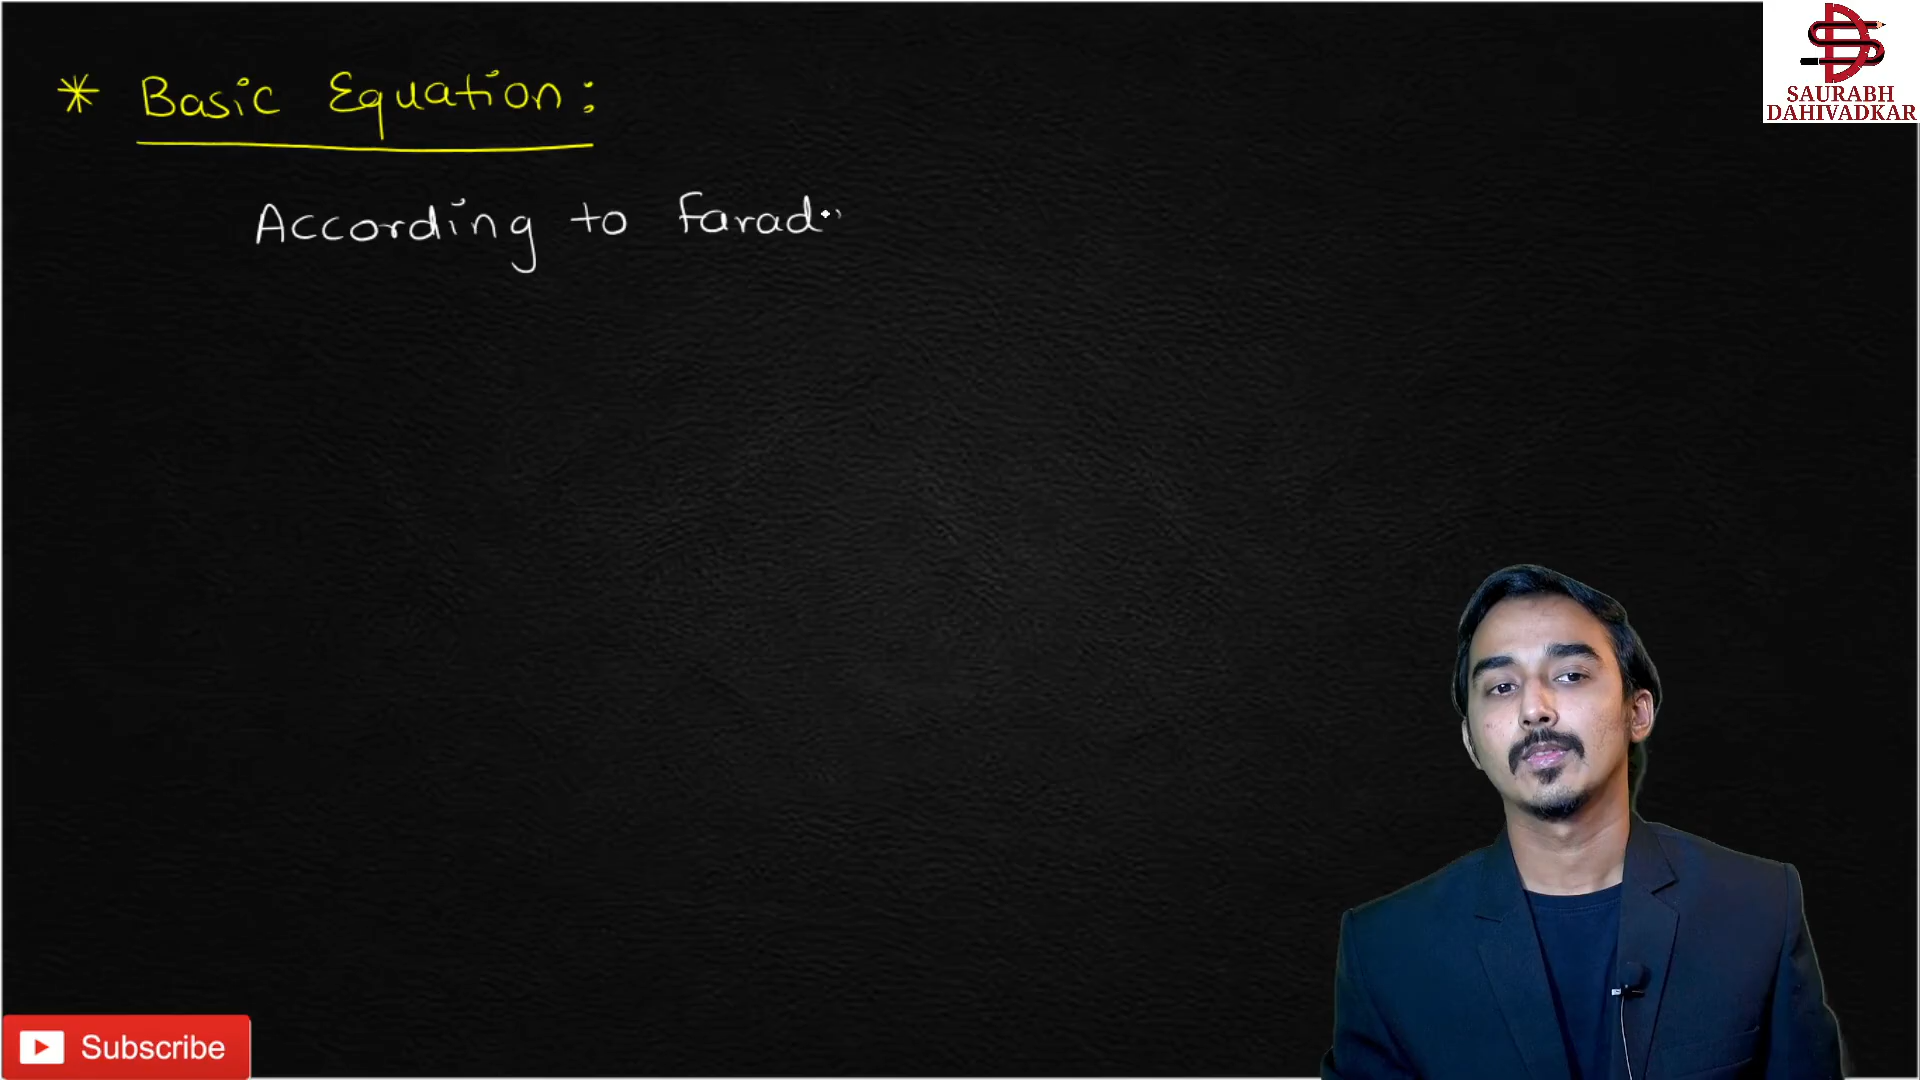 * Basic Equation:
According to Farad
SAURABH
DAHIVADKAR
Subscribe